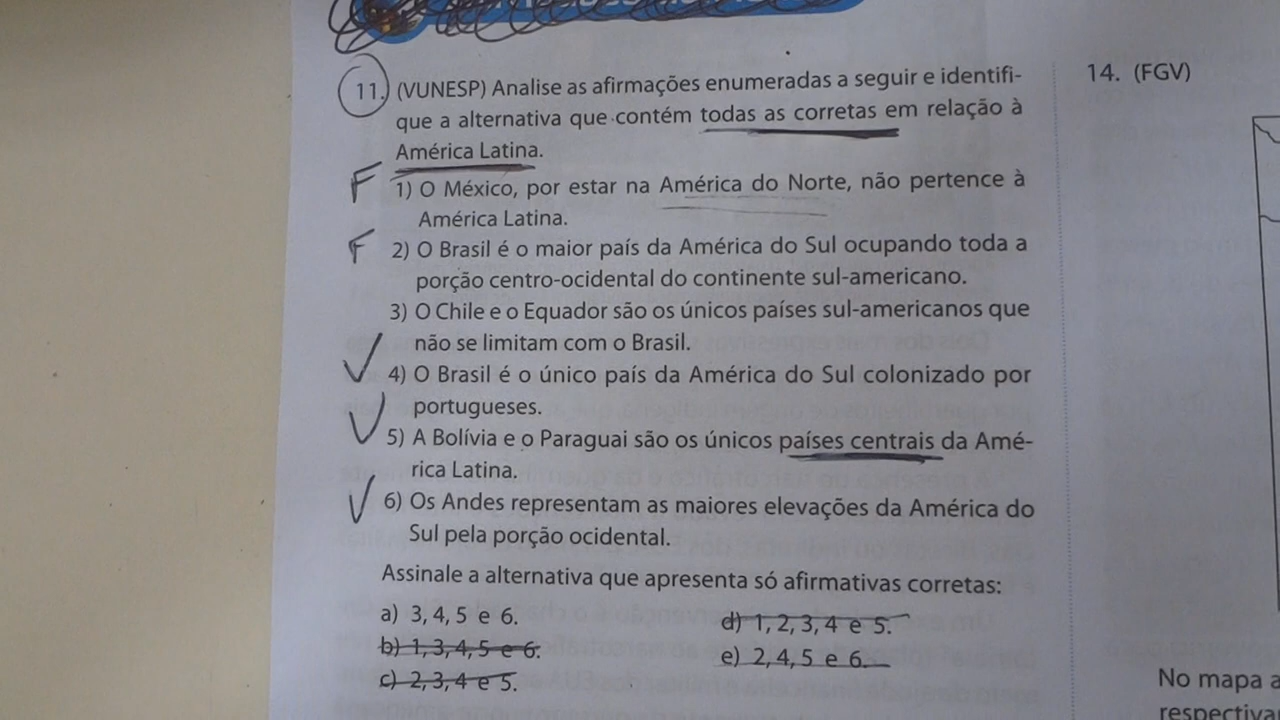 11. (VUNESP) Analise as afirmações enumeradas a seguir e identifi-
que a alternativa que contém todas as corretas em relação à
América Latina.
F 1) O México, por estar na América do Norte, não pertence à
América Latina.
F 2) O Brasil é o maior país da América do Sul ocupando toda a
porção centro-ocidental do continente sul-americano.
3) O Chile e o Equador são os únicos países sul-americanos que
não se limitam com o Brasil.
V 4) O Brasil é o único país da América do Sul colonizado por
portugueses.
V 5) A Bolívia e o Paraguai são os únicos países centrais da Amé-
rica Latina.
V 6) Os Andes representam as maiores elevações da América do
Sul pela porção ocidental.
Assinale a alternativa que apresenta só afirmativas corretas:
a) 3, 4, 5 e 6.
b) 1, 3, 4, 5 e 6.
c) 2, 3, 4 e 5.
d) 1, 2, 3, 4 e 5.
e) 2, 4, 5 e 6.
14. (FGV)
No mapa a